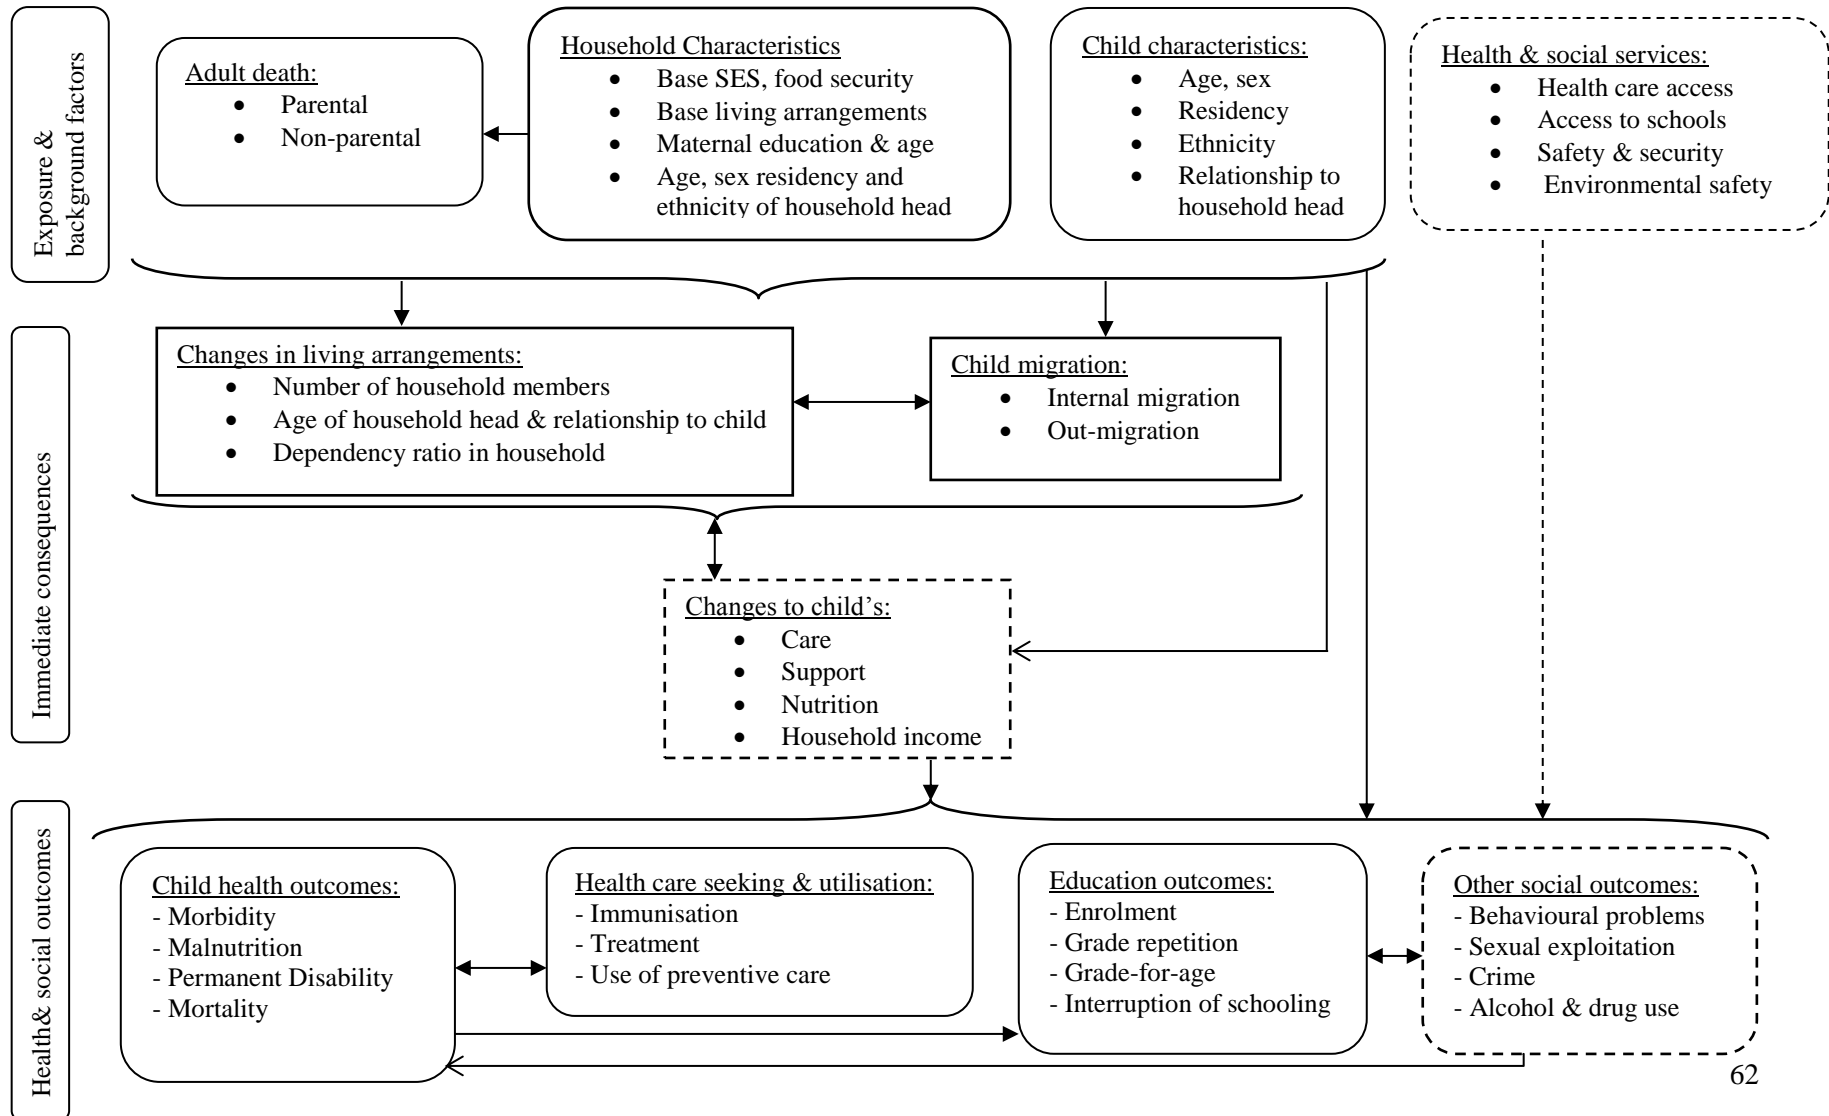 Exposure &
background factors
Adult death:
• Parental
• Non-parental
Household Characteristics
• Base SES, food security
• Base living arrangements
• Maternal education & age
• Age, sex residency and
ethnicity of household head
Child characteristics:
• Age, sex
• Residency
• Ethnicity
• Relationship to
household head
Health & social services:
• Health care access
• Access to schools
• Safety & security
• Environmental safety
Immediate consequences
Changes in living arrangements:
• Number of household members
• Age of household head & relationship to child
• Dependency ratio in household
Child migration:
• Internal migration
• Out-migration
Changes to child’s:
• Care
• Support
• Nutrition
• Household income
Health& social outcomes
Child health outcomes:
- Morbidity
- Malnutrition
- Permanent Disability
- Mortality
Health care seeking & utilisation:
- Immunisation
- Treatment
- Use of preventive care
Education outcomes:
- Enrolment
- Grade repetition
- Grade-for-age
- Interruption of schooling
Other social outcomes:
- Behavioural problems
- Sexual exploitation
- Crime
- Alcohol & drug use
62